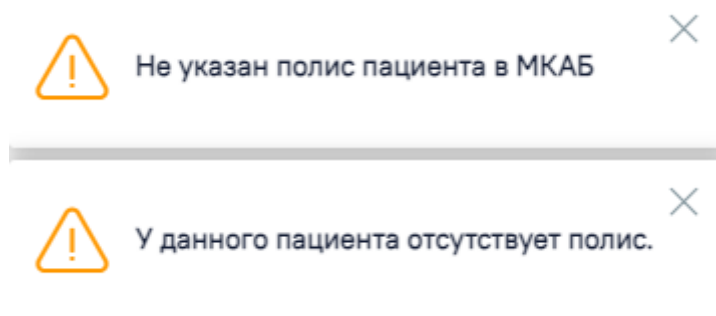 Не указан полис пациента в МКАБ
У данного пациента отсутствует полис.